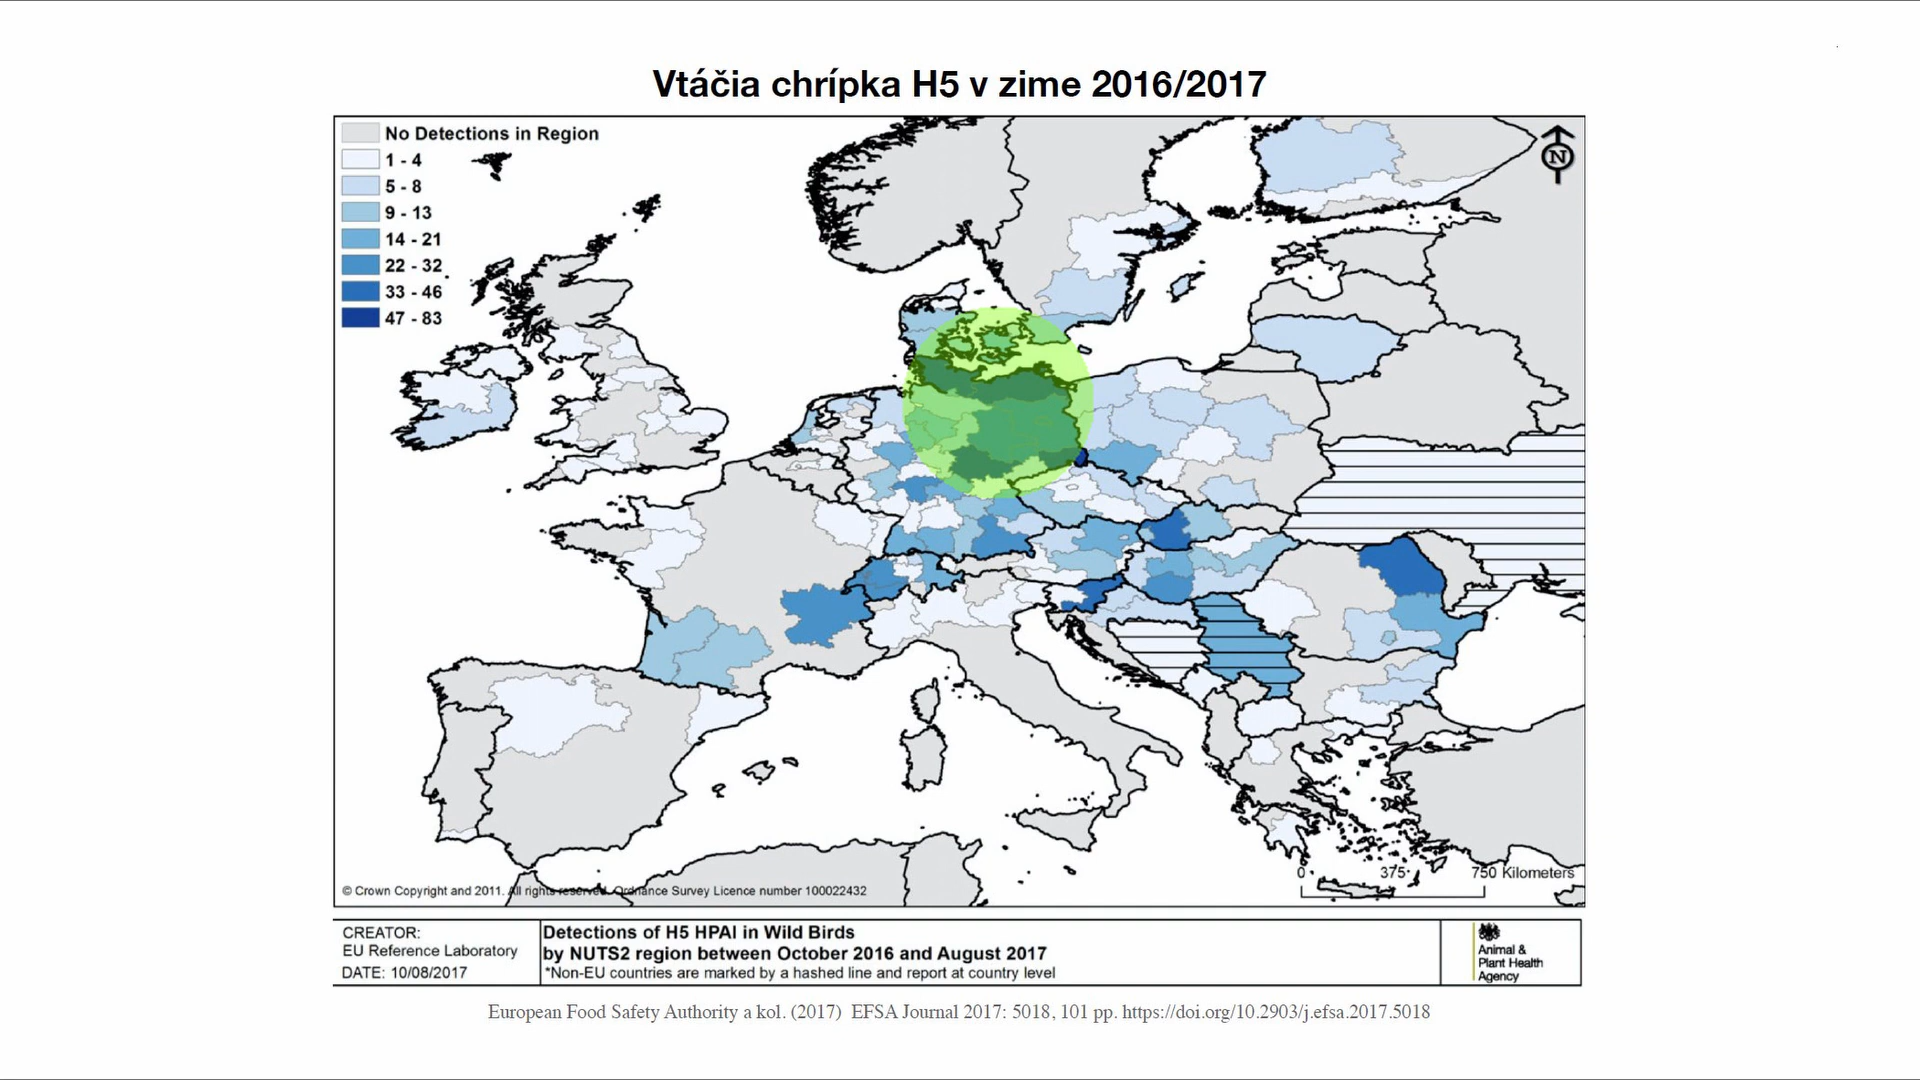 Vtáčia chrípka H5 v zime 2016/2017
No Detections in Region
1 - 4
5 - 8
9 - 13
14 - 21
22 - 32
33 - 46
47 - 83
N
0 375 750 Kilometers
© Crown Copyright and 2011. All rights reserved. Ordnance Survey Licence number 100022432
CREATOR:
EU Reference Laboratory
DATE: 10/08/2017
Detections of H5 HPAI in Wild Birds
by NUTS2 region between October 2016 and August 2017
*Non-EU countries are marked by a hashed line and report at country level
Animal &
Plant Health
Agency
European Food Safety Authority a kol. (2017) EFSA Journal 2017: 5018, 101 pp. https://doi.org/10.2903/j.efsa.2017.5018